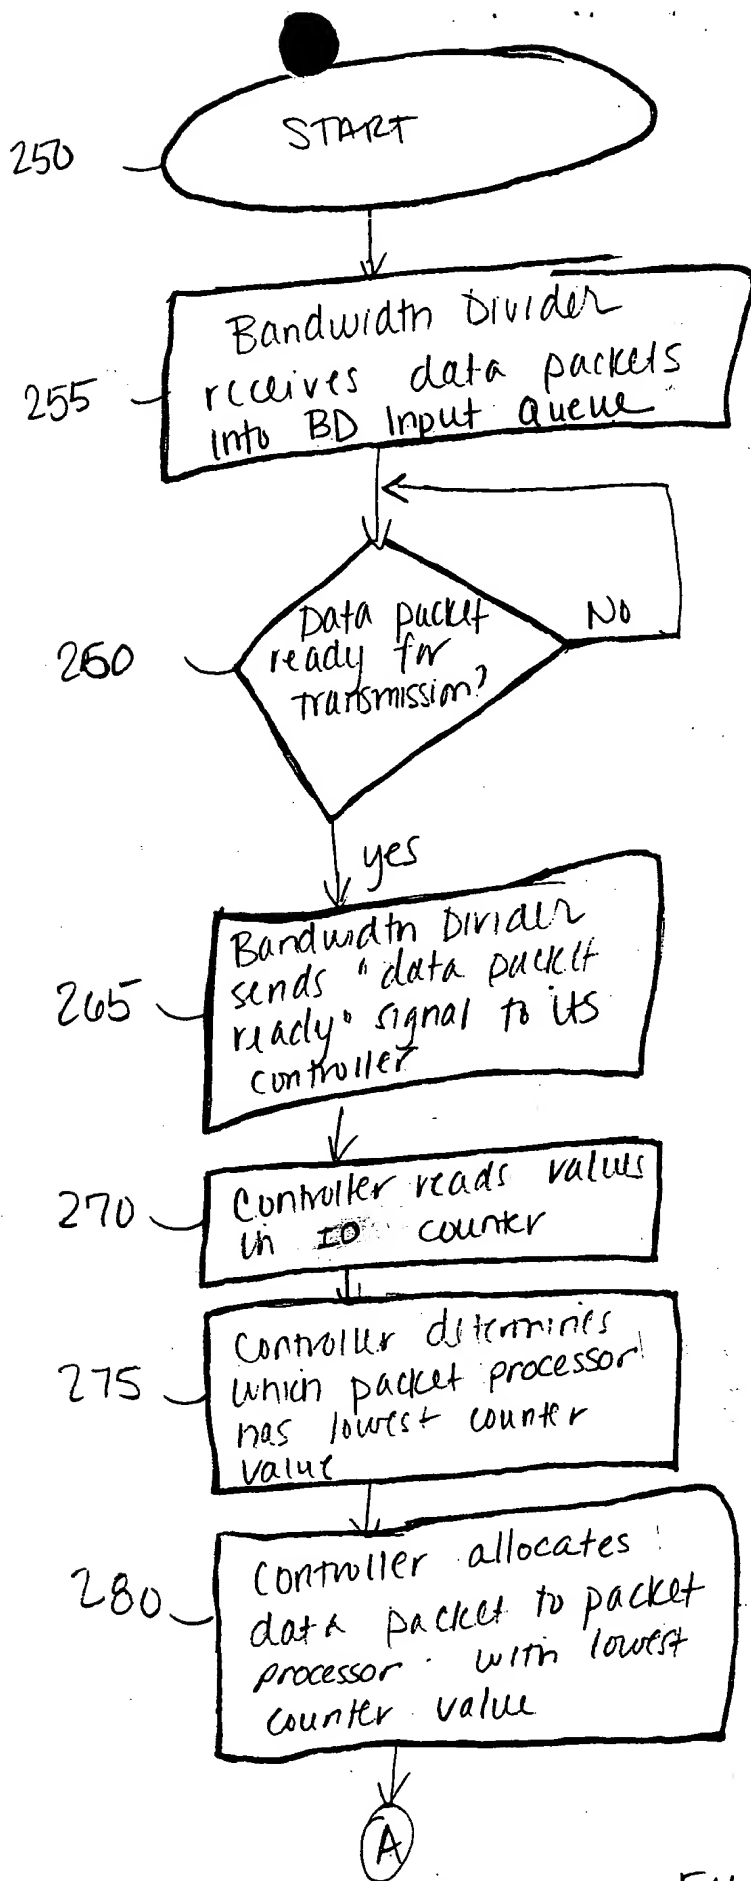 START
250
Bandwidth Divider
receives data packets
into BD Input Queue
255
Data packet
ready for
transmission?
No
260
yes
Bandwidth Divider
sends "data packet
ready" signal to its
controller
265
Controller reads values
in IO counter
270
Controller determines
which packet processor
has lowest counter
value
275
Controller allocates
data packet to packet
processor with lowest
counter value
280
A